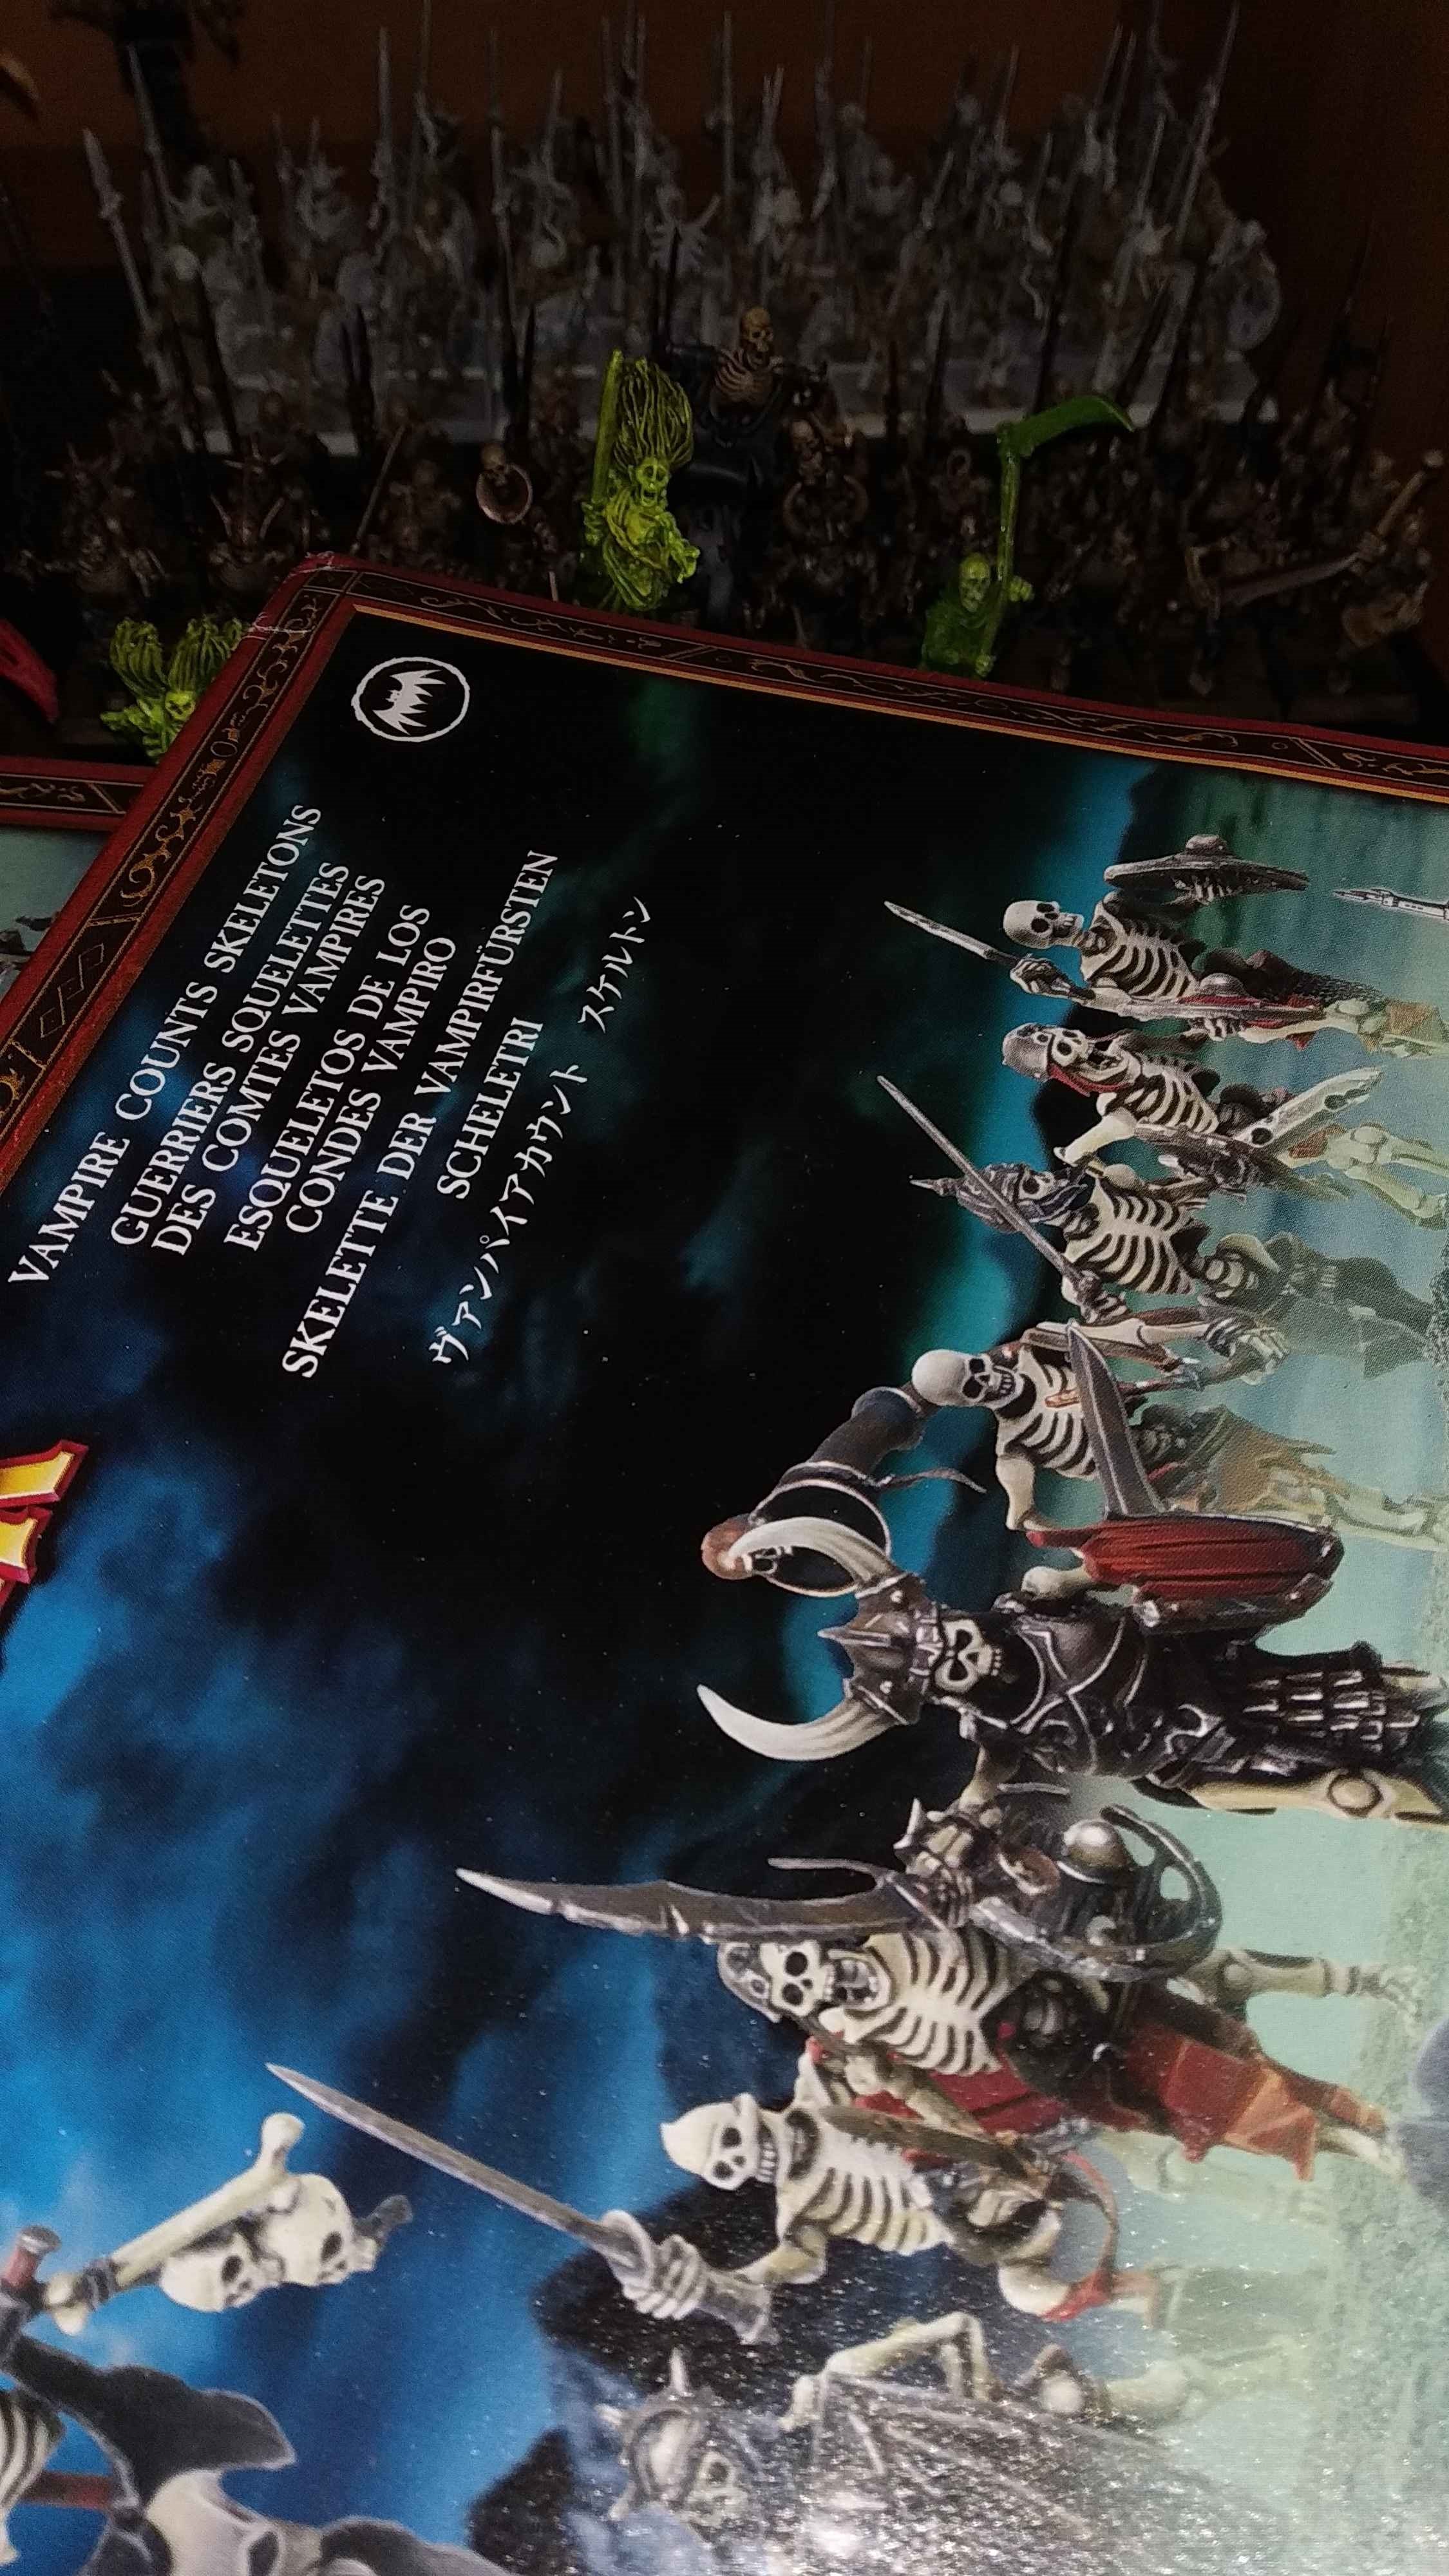 VAMPIRE COUNTS SKELETONS
GUERRIERS SQUELETTES
DES COMTES VAMPIRES
ESQUELETOS DE LOS
CONDES VAMPIRO
SKELETTE DER VAMPIRFÜRSTEN
SCHELETRI
ヴァンパイアカウント スケルトン